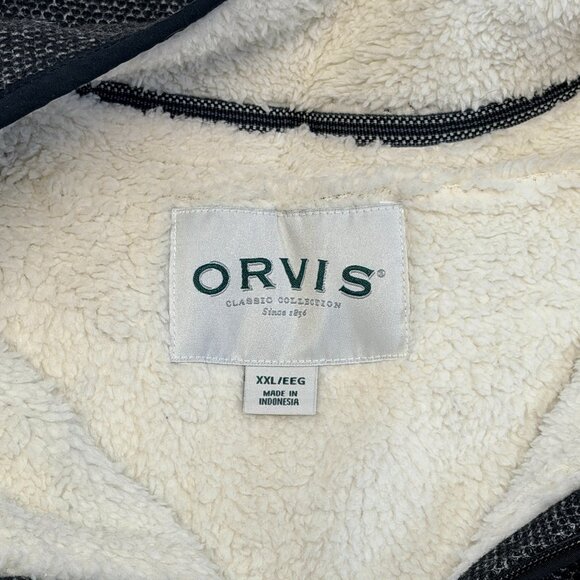 ORVIS®
CLASSIC COLLECTION
Since 1856
XXL/EEG
MADE IN
INDONESIA